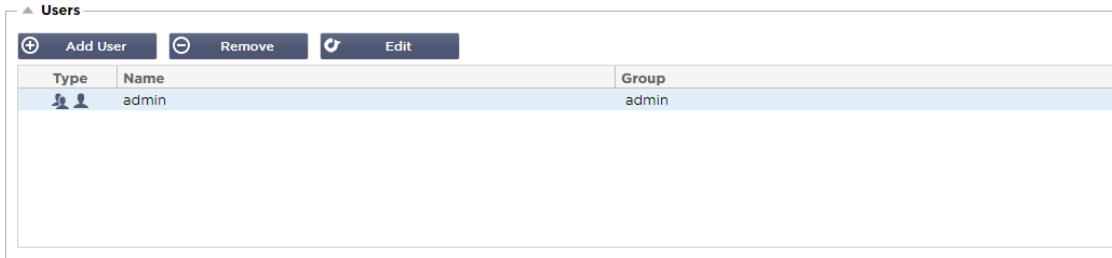 Users
Add User Remove Edit
Type Name Group
admin admin